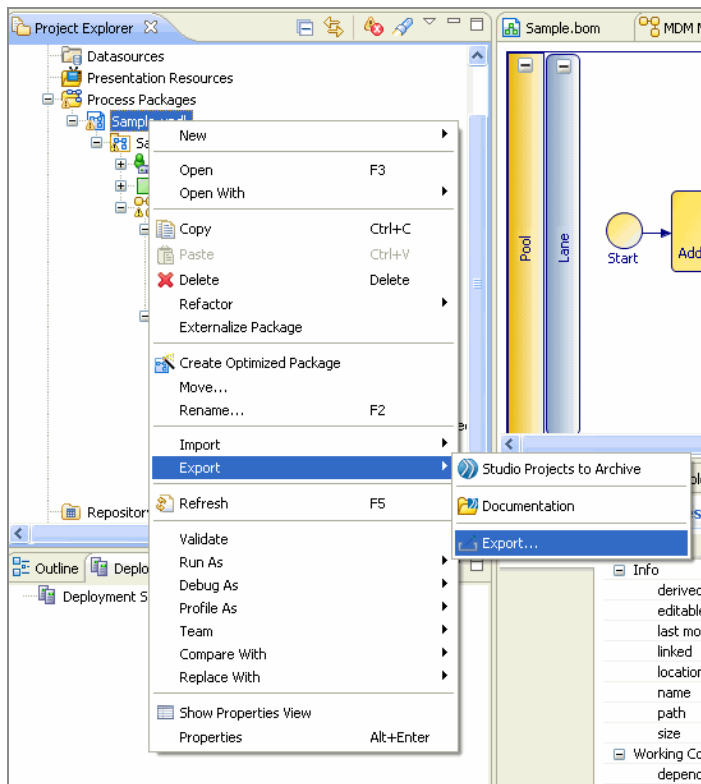 Project Explorer
Sample.bom
MDM
Datasources
Presentation Resources
Process Packages
New
Open F3
Open With
Copy Ctrl+C
Paste Ctrl+V
Delete Delete
Refactor
Externalize Package
Create Optimized Package
Move...
Rename... F2
Import
Export
Refresh F5
Validate
Run As
Debug As
Profile As
Team
Compare With
Replace With
Show Properties View
Properties Alt+Enter
Studio Projects to Archive
Documentation
Export...
Pool
Lane
Start
Add
Outline
Deplo
Deployment S
Info
derived
editable
last mo
linked
location
name
path
size
Working Co
depend